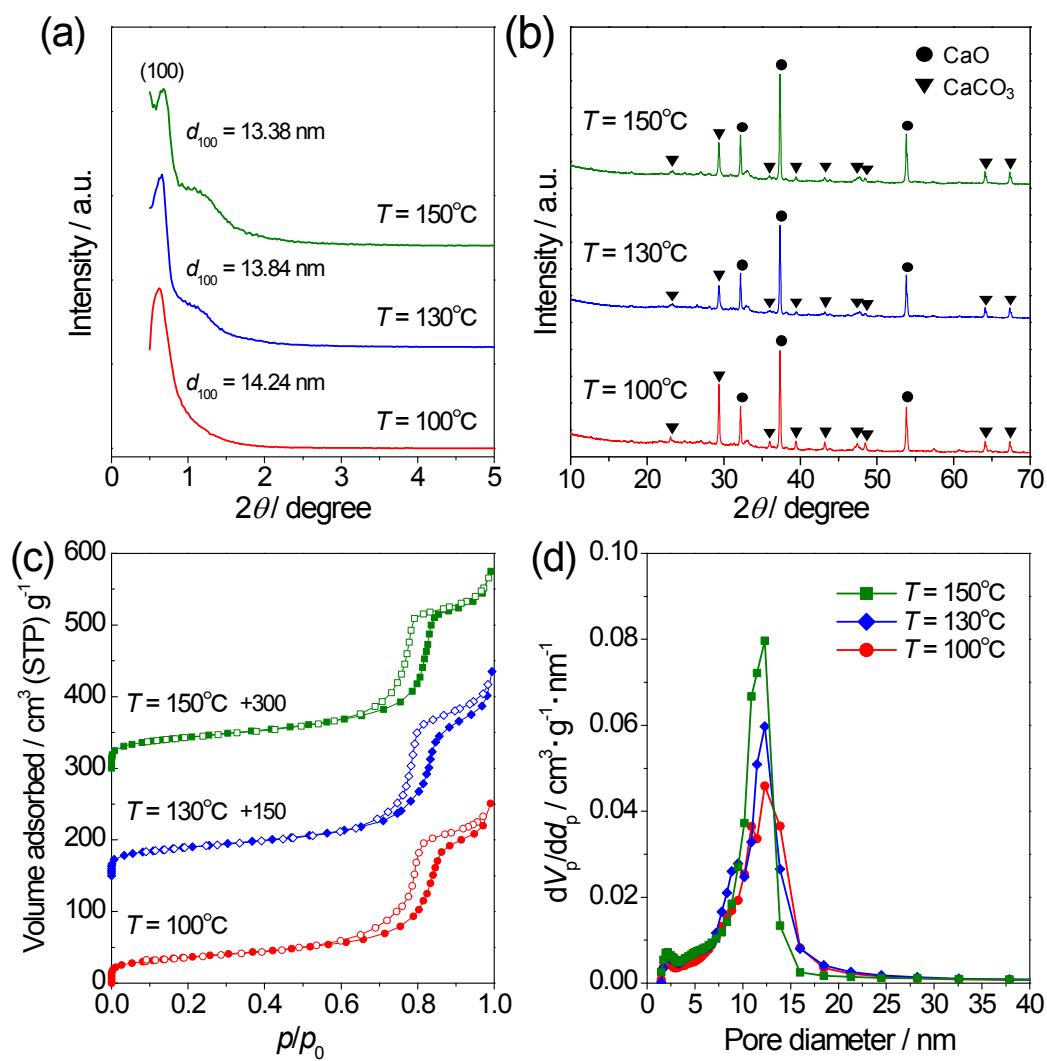 (a)
(100)
d100 = 13.38 nm
T = 150°C
d100 = 13.84 nm
T = 130°C
d100 = 14.24 nm
T = 100°C
Intensity / a.u.
0 1 2 3 4 5
2θ / degree
(b)
● CaO
▼ CaCO3
T = 150°C
T = 130°C
T = 100°C
Intensity / a.u.
10 20 30 40 50 60 70
2θ / degree
(c)
600
500
400
300
200
100
0
T = 150°C +300
T = 130°C +150
T = 100°C
Volume adsorbed / cm³ (STP) g⁻¹
0.0 0.2 0.4 0.6 0.8 1.0
p/p0
(d)
0.10
0.08
0.06
0.04
0.02
0.00
T = 150°C
T = 130°C
T = 100°C
dVp/ddp / cm³·g⁻¹·nm⁻¹
0 5 10 15 20 25 30 35 40
Pore diameter / nm